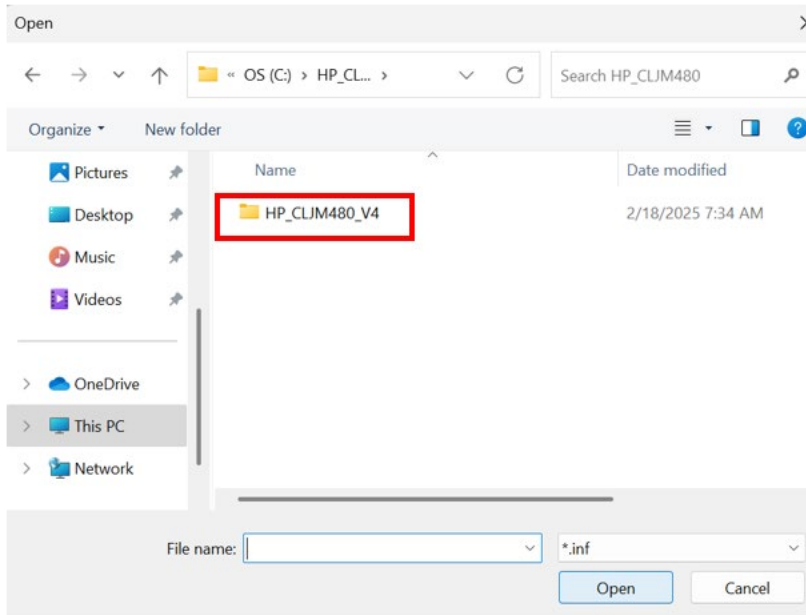 Open
« OS (C:) › HP_CL... ›
Search HP_CLJM480
Organize
New folder
Name
Date modified
Pictures
HP_CLJM480_V4
2/18/2025 7:34 AM
Desktop
Music
Videos
OneDrive
This PC
Network
File name:
*.inf
Open
Cancel